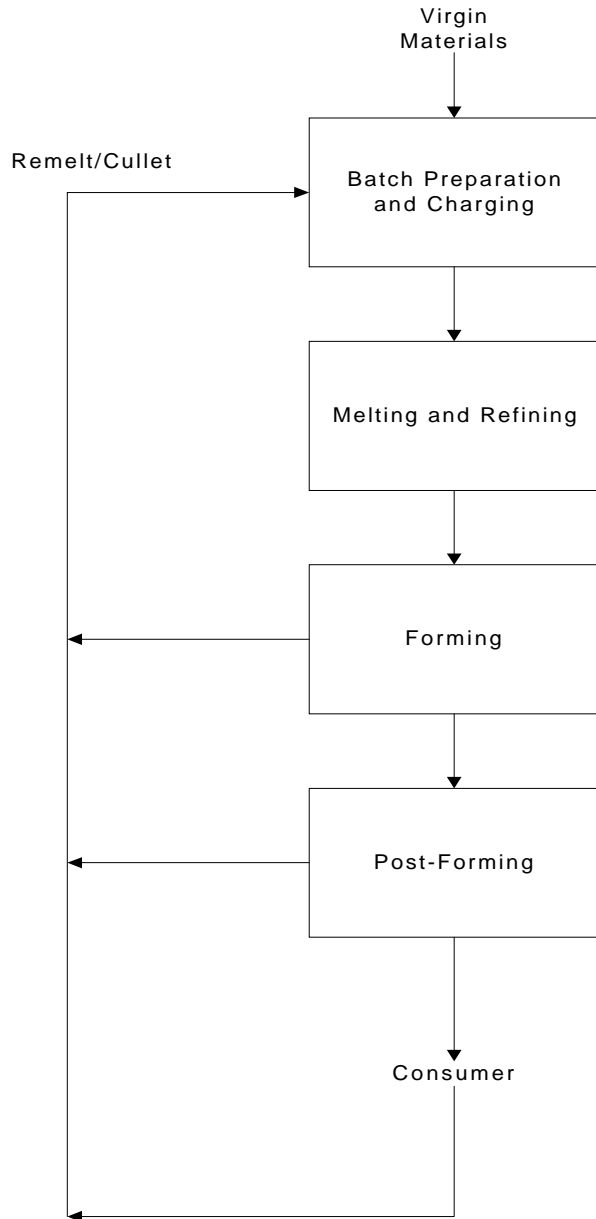 Virgin
Materials
Remelt/Cullet
Batch Preparation
and Charging
Melting and Refining
Forming
Post-Forming
Consumer